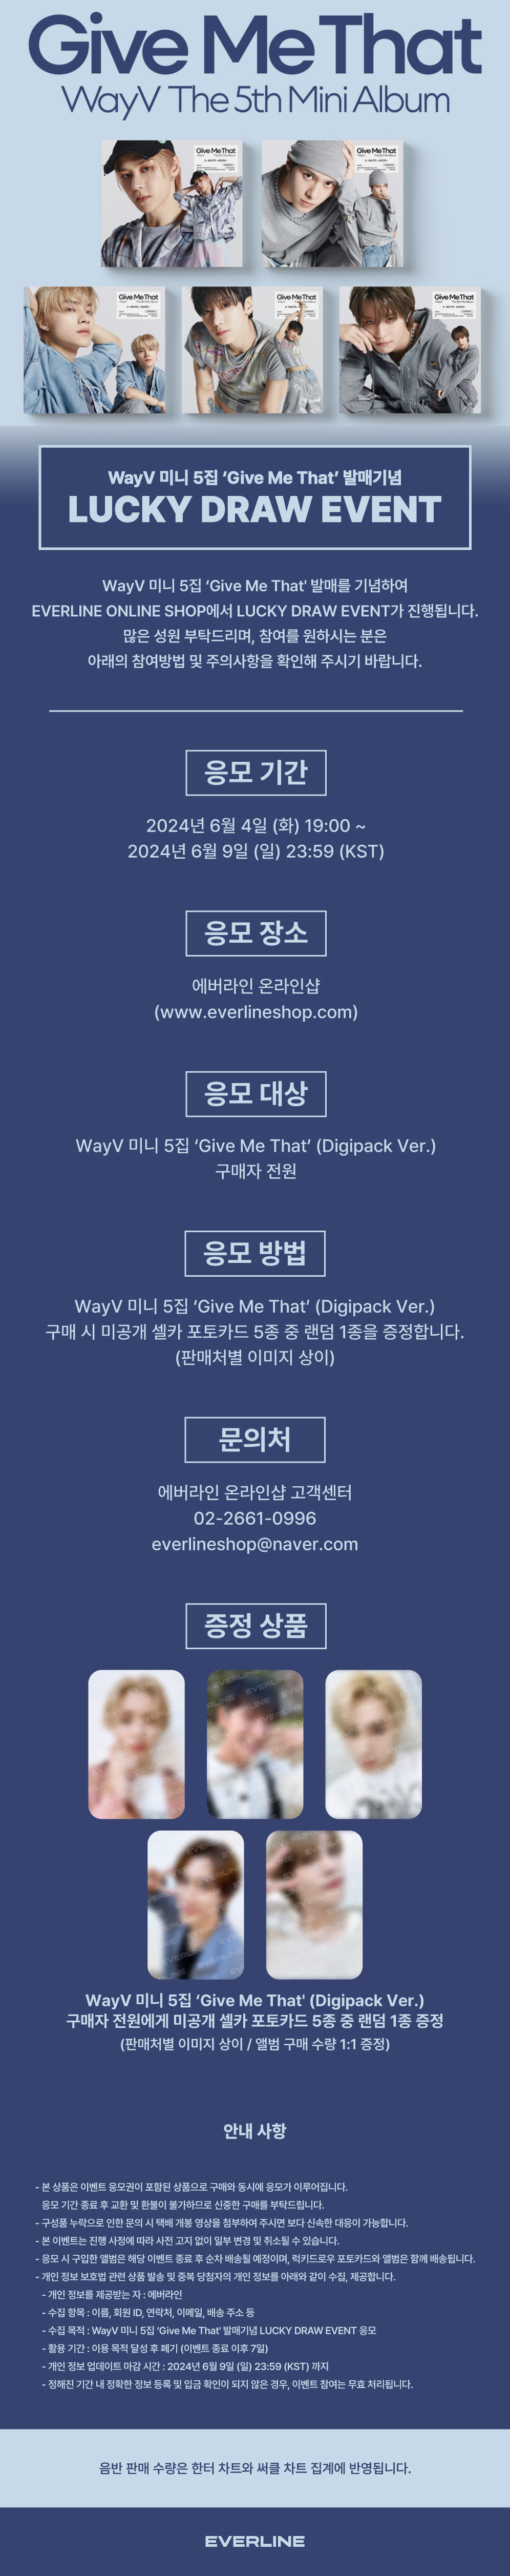 Give Me That
WayV The 5th Mini Album
Give Me That
Give Me That
Give Me That
Give Me That
Give Me That
WayV 미니 5집 ‘Give Me That’ 발매기념
LUCKY DRAW EVENT
WayV 미니 5집 ‘Give Me That' 발매를 기념하여
EVERLINE ONLINE SHOP에서 LUCKY DRAW EVENT가 진행됩니다.
많은 성원 부탁드리며, 참여를 원하시는 분은
아래의 참여방법 및 주의사항을 확인해 주시기 바랍니다.
응모 기간
2024년 6월 4일 (화) 19:00 ~
2024년 6월 9일 (일) 23:59 (KST)
응모 장소
에버라인 온라인샵
(www.everlineshop.com)
응모 대상
WayV 미니 5집 ‘Give Me That’ (Digipack Ver.)
구매자 전원
응모 방법
WayV 미니 5집 ‘Give Me That’ (Digipack Ver.)
구매 시 미공개 셀카 포토카드 5종 중 랜덤 1종을 증정합니다.
(판매처별 이미지 상이)
문의처
에버라인 온라인샵 고객센터
02-2661-0996
everlineshop@naver.com
증정 상품
WayV 미니 5집 ‘Give Me That' (Digipack Ver.)
구매자 전원에게 미공개 셀카 포토카드 5종 중 랜덤 1종 증정
(판매처별 이미지 상이 / 앨범 구매 수량 1:1 증정)
안내 사항
- 본 상품은 이벤트 응모권이 포함된 상품으로 구매와 동시에 응모가 이루어집니다.
응모 기간 종료 후 교환 및 환불이 불가하므로 신중한 구매를 부탁드립니다.
- 구성품 누락으로 인한 문의 시 택배 개봉 영상을 첨부하여 주시면 보다 신속한 대응이 가능합니다.
- 본 이벤트는 진행 사정에 따라 사전 고지 없이 일부 변경 및 취소될 수 있습니다.
- 응모 시 구입한 앨범은 해당 이벤트 종료 후 순차 배송될 예정이며, 럭키드로우 포토카드와 앨범은 함께 배송됩니다.
- 개인 정보 보호법 관련 상품 발송 및 중복 당첨자의 개인 정보를 아래와 같이 수집, 제공합니다.
- 개인 정보를 제공받는 자 : 에버라인
- 수집 항목 : 이름, 회원 ID, 연락처, 이메일, 배송 주소 등
- 수집 목적 : WayV 미니 5집 ‘Give Me That' 발매기념 LUCKY DRAW EVENT 응모
- 활용 기간 : 이용 목적 달성 후 폐기 (이벤트 종료 이후 7일)
- 개인 정보 업데이트 마감 시간 : 2024년 6월 9일 (일) 23:59 (KST) 까지
- 정해진 기간 내 정확한 정보 등록 및 입금 확인이 되지 않은 경우, 이벤트 참여는 무효 처리됩니다.
음반 판매 수량은 한터 차트와 써클 차트 집계에 반영됩니다.
EVERLINE